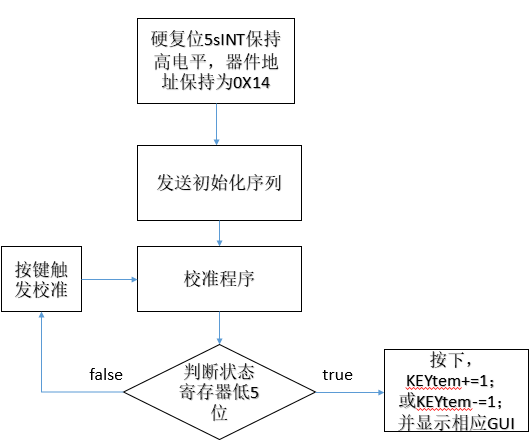 硬复位5sINT保持
高电平，器件地
址保持为0X14
发送初始化序列
按键触
发校准
校准程序
false
判断状态
寄存器低5
位
true
按下，
KEYtem+=1；
或KEYtem-=1；
并显示相应GUI